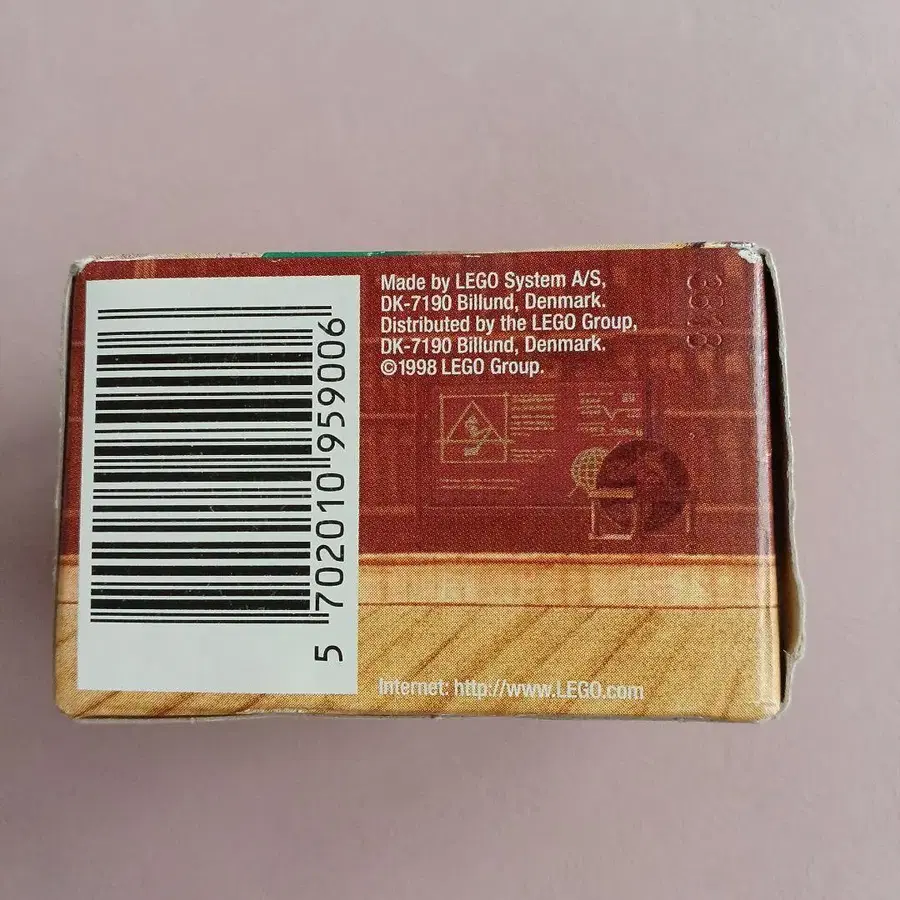 Made by LEGO System A/S,
DK-7190 Billund, Denmark.
Distributed by the LEGO Group,
DK-7190 Billund, Denmark.
©1998 LEGO Group.
5 702010 959006
Internet: http://www.LEGO.com